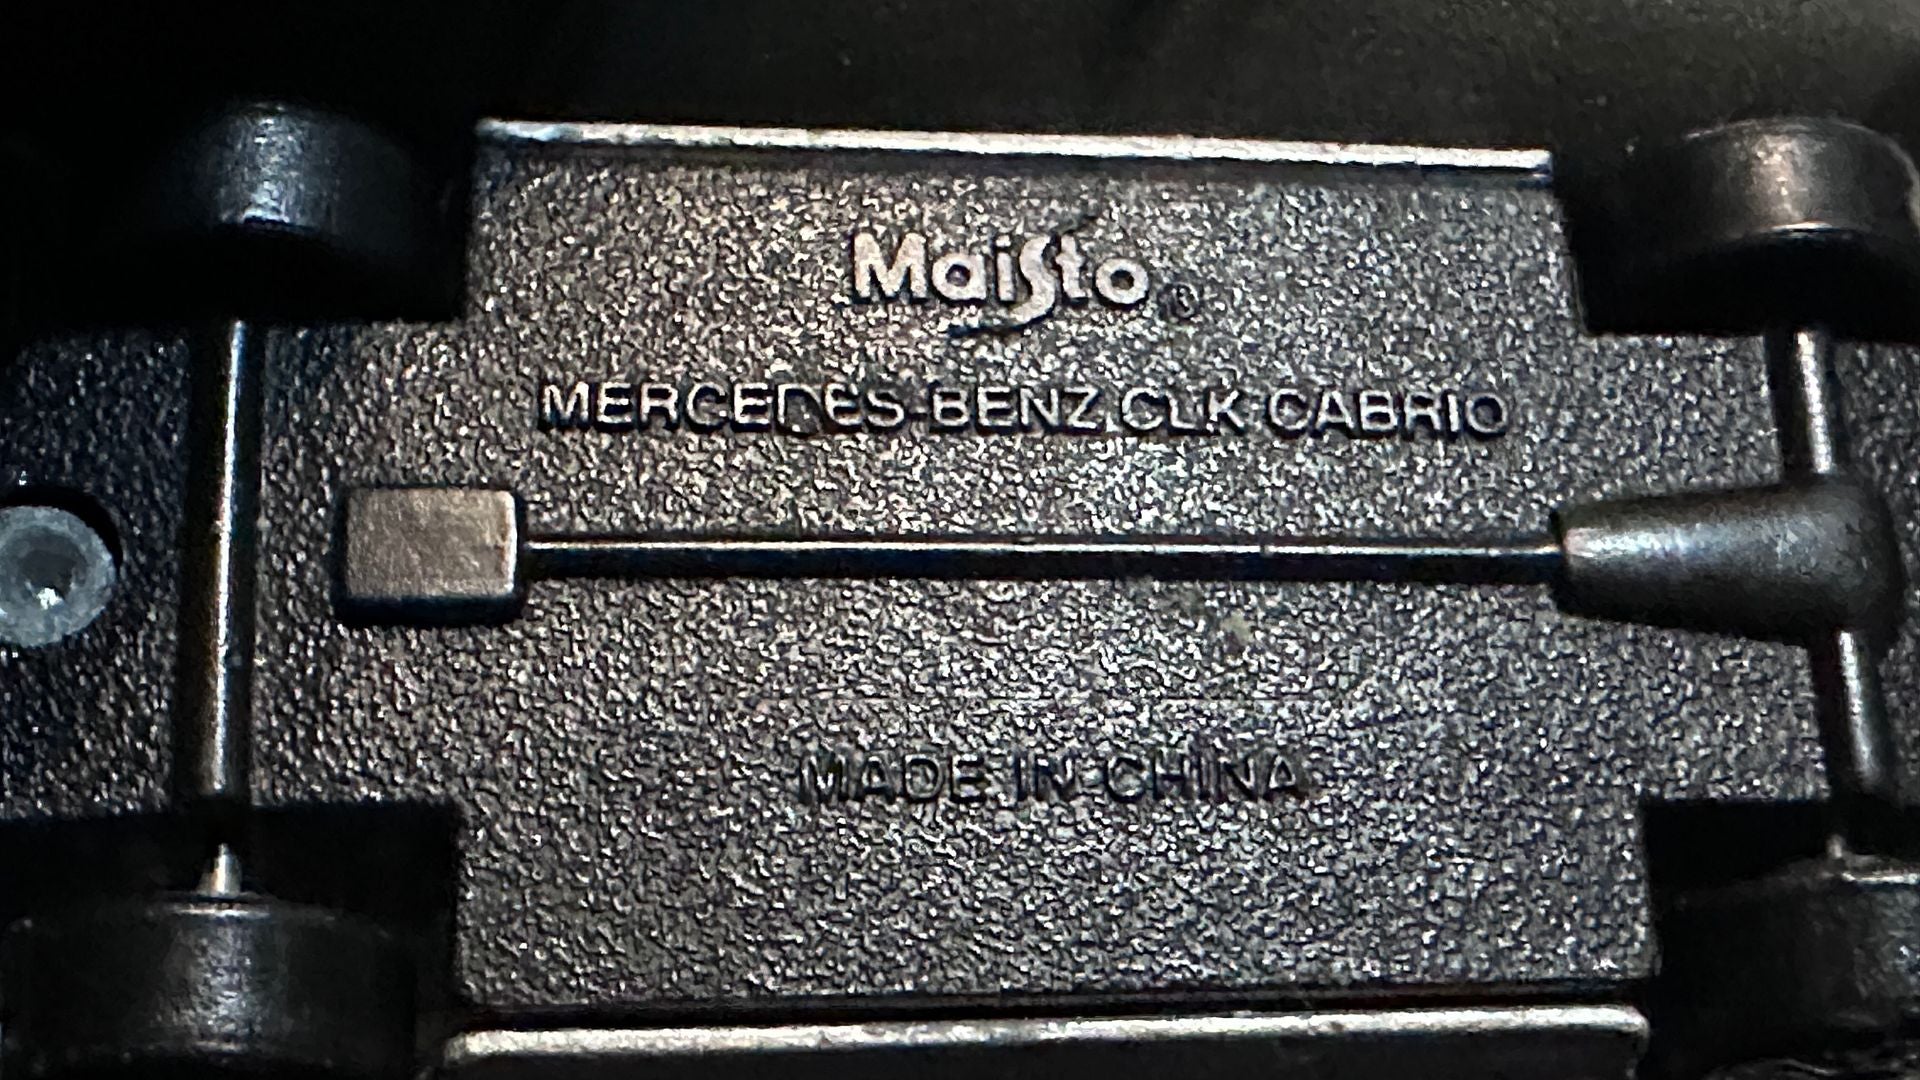 Maisto®
MERCEDES-BENZ CLK CABRIO
MADE IN CHINA